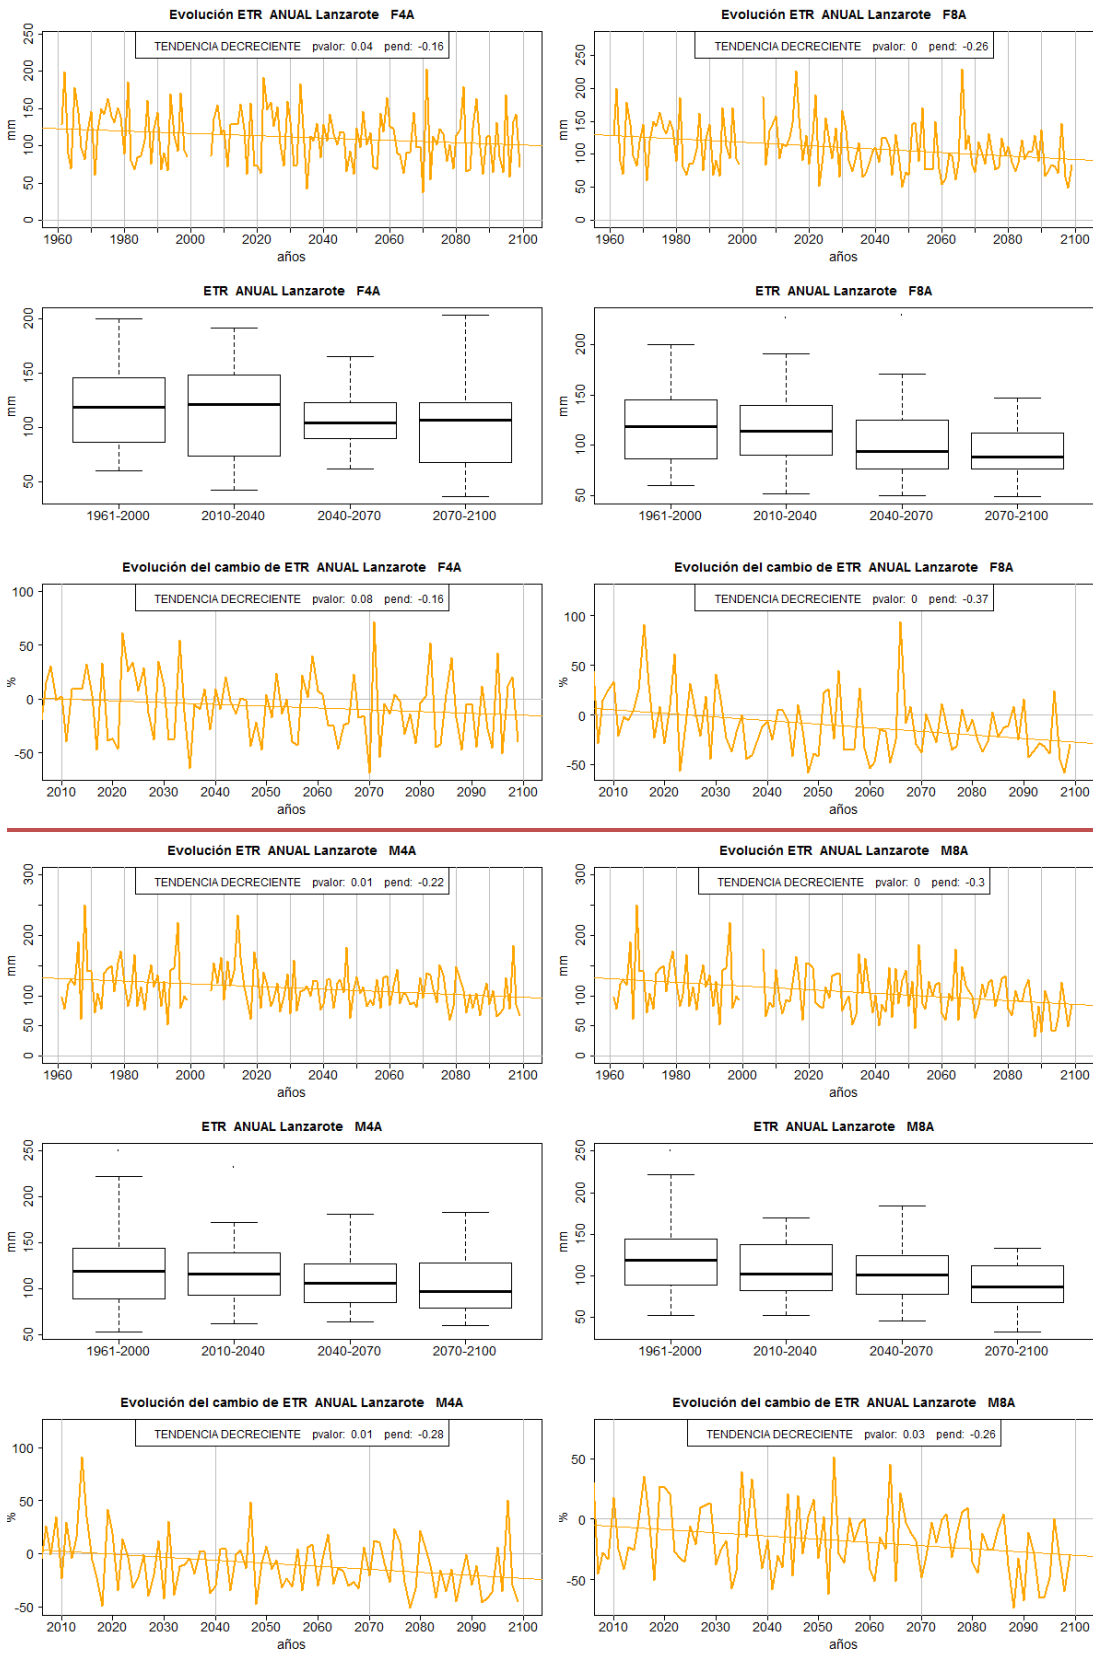 Evolución ETR ANUAL Lanzarote F4A
TENDENCIA DECRECIENTE pvalor: 0.04 pend: -0.16
mm
0 50 100 150 200 250
1960 1980 2000 2020 2040 2060 2080 2100
años
Evolución ETR ANUAL Lanzarote F8A
TENDENCIA DECRECIENTE pvalor: 0 pend: -0.26
mm
0 50 100 150 200 250
1960 1980 2000 2020 2040 2060 2080 2100
años
ETR ANUAL Lanzarote F4A
mm
50 100 150 200
1961-2000 2010-2040 2040-2070 2070-2100
ETR ANUAL Lanzarote F8A
mm
50 100 150 200
1961-2000 2010-2040 2040-2070 2070-2100
Evolución del cambio de ETR ANUAL Lanzarote F4A
TENDENCIA DECRECIENTE pvalor: 0.08 pend: -0.16
%
100
50
0
-50
2010 2020 2030 2040 2050 2060 2070 2080 2090 2100
años
Evolución del cambio de ETR ANUAL Lanzarote F8A
TENDENCIA DECRECIENTE pvalor: 0 pend: -0.37
%
100
50
0
-50
2010 2020 2030 2040 2050 2060 2070 2080 2090 2100
años
Evolución ETR ANUAL Lanzarote M4A
TENDENCIA DECRECIENTE pvalor: 0.01 pend: -0.22
mm
0 50 100 200 300
1960 1980 2000 2020 2040 2060 2080 2100
años
Evolución ETR ANUAL Lanzarote M8A
TENDENCIA DECRECIENTE pvalor: 0 pend: -0.3
mm
0 50 100 200 300
1960 1980 2000 2020 2040 2060 2080 2100
años
ETR ANUAL Lanzarote M4A
mm
50 100 150 200 250
1961-2000 2010-2040 2040-2070 2070-2100
ETR ANUAL Lanzarote M8A
mm
50 100 150 200 250
1961-2000 2010-2040 2040-2070 2070-2100
Evolución del cambio de ETR ANUAL Lanzarote M4A
TENDENCIA DECRECIENTE pvalor: 0.01 pend: -0.28
%
100
50
0
-50
2010 2020 2030 2040 2050 2060 2070 2080 2090 2100
años
Evolución del cambio de ETR ANUAL Lanzarote M8A
TENDENCIA DECRECIENTE pvalor: 0.03 pend: -0.26
%
50
0
-50
2010 2020 2030 2040 2050 2060 2070 2080 2090 2100
años